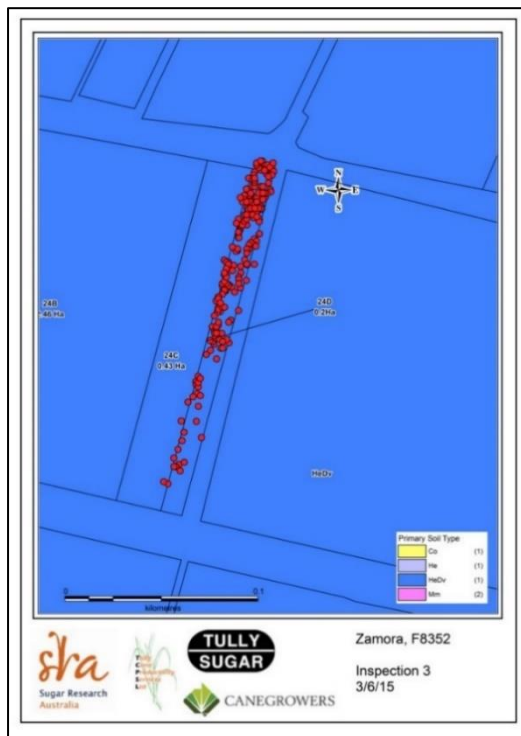 N
W E
S
24B
.46 Ha
24D
0.2Ha
24C
0.43 Ha
HeDv
Primary Soil Type
Co (1)
He (1)
HeDv (1)
Mm (2)
0 0.1
kilometres
sra
Sugar Research
Australia
TULLY
SUGAR
CANEGROWERS
Zamora, F8352
Inspection 3
3/6/15